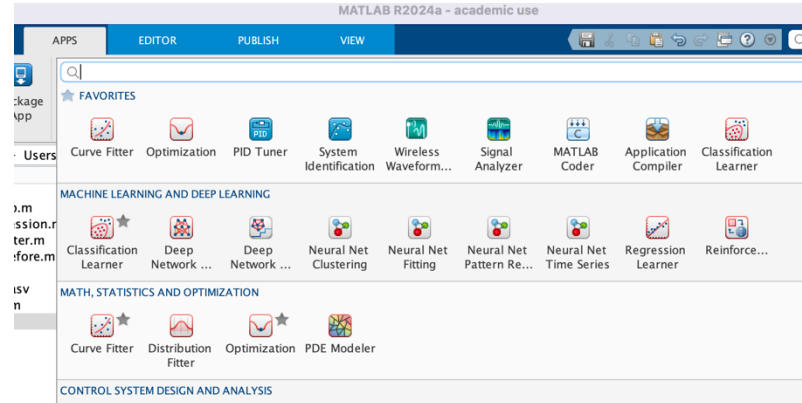 MATLAB R2024a - academic use
APPS EDITOR PUBLISH VIEW
ckage
App
Users
FAVORITES
Curve Fitter Optimization PID Tuner System Identification Wireless Waveform... Signal Analyzer MATLAB Coder Application Compiler Classification Learner
MACHINE LEARNING AND DEEP LEARNING
Classification Learner Deep Network ... Deep Network ... Neural Net Clustering Neural Net Fitting Neural Net Pattern Re... Neural Net Time Series Regression Learner Reinforce...
MATH, STATISTICS AND OPTIMIZATION
Curve Fitter Distribution Fitter Optimization PDE Modeler
CONTROL SYSTEM DESIGN AND ANALYSIS